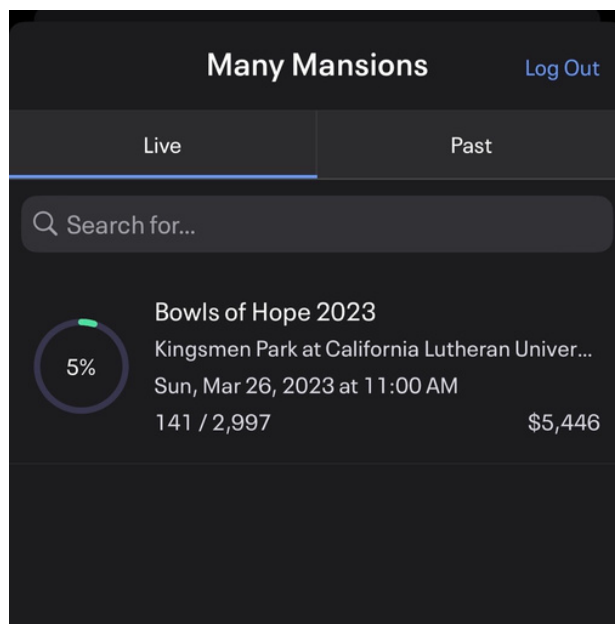 Many Mansions
Log Out
Live
Past
Search for...
Bowls of Hope 2023
Kingsmen Park at California Lutheran Univer...
Sun, Mar 26, 2023 at 11:00 AM
5%
141 / 2,997
$5,446